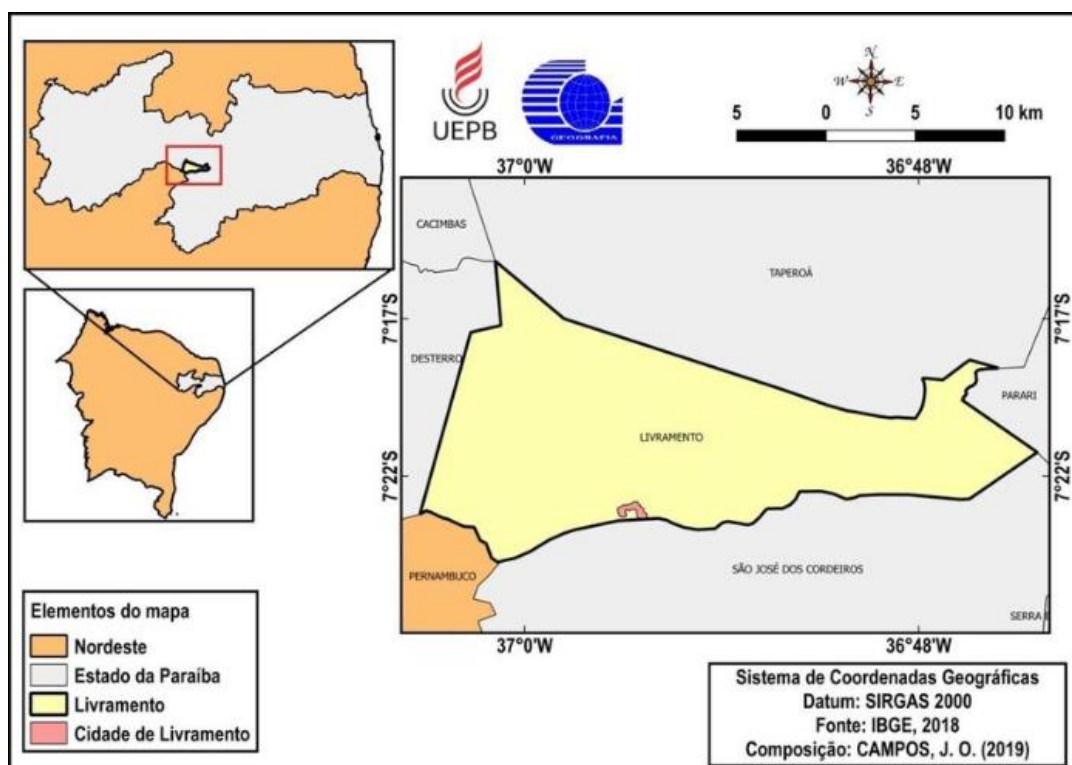 UEPB
GEOGRAFIA
N
W E
S
5 0 5 10 km
37°0'W 36°48'W
CACIMBAS
TAPEROÁ
7°17'S 7°17'S
DESTERRO
PARARI
LIVRAMENTO
7°22'S 7°22'S
PERNAMBUCO
SÃO JOSÉ DOS CORDEIROS
SERRA
37°0'W 36°48'W
Elementos do mapa
Nordeste
Estado da Paraíba
Livramento
Cidade de Livramento
Sistema de Coordenadas Geográficas
Datum: SIRGAS 2000
Fonte: IBGE, 2018
Composição: CAMPOS, J. O. (2019)